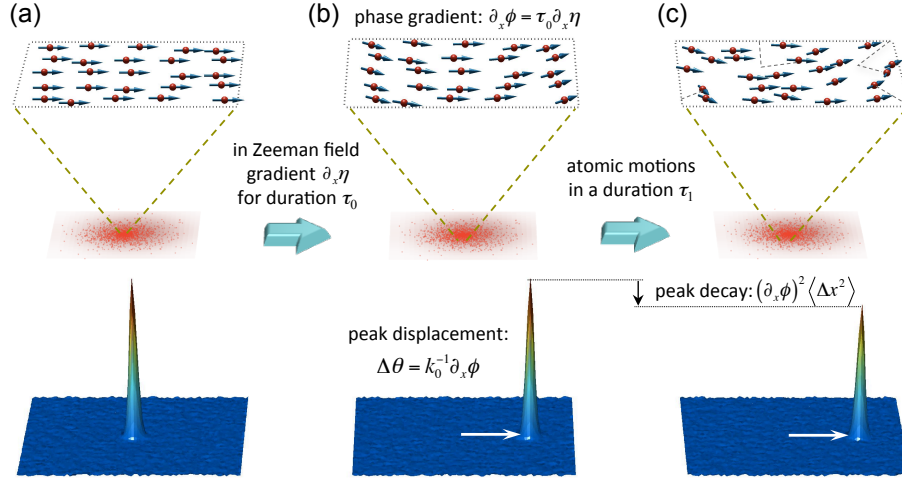 (a)
(b)
(c)
phase gradient: ∂ₓϕ = τ₀∂ₓη
in Zeeman field
gradient ∂ₓη
for duration τ₀
atomic motions
in a duration τ₁
peak decay: (∂ₓϕ)²⟨Δx²⟩
peak displacement:
Δθ = k₀⁻¹∂ₓϕ